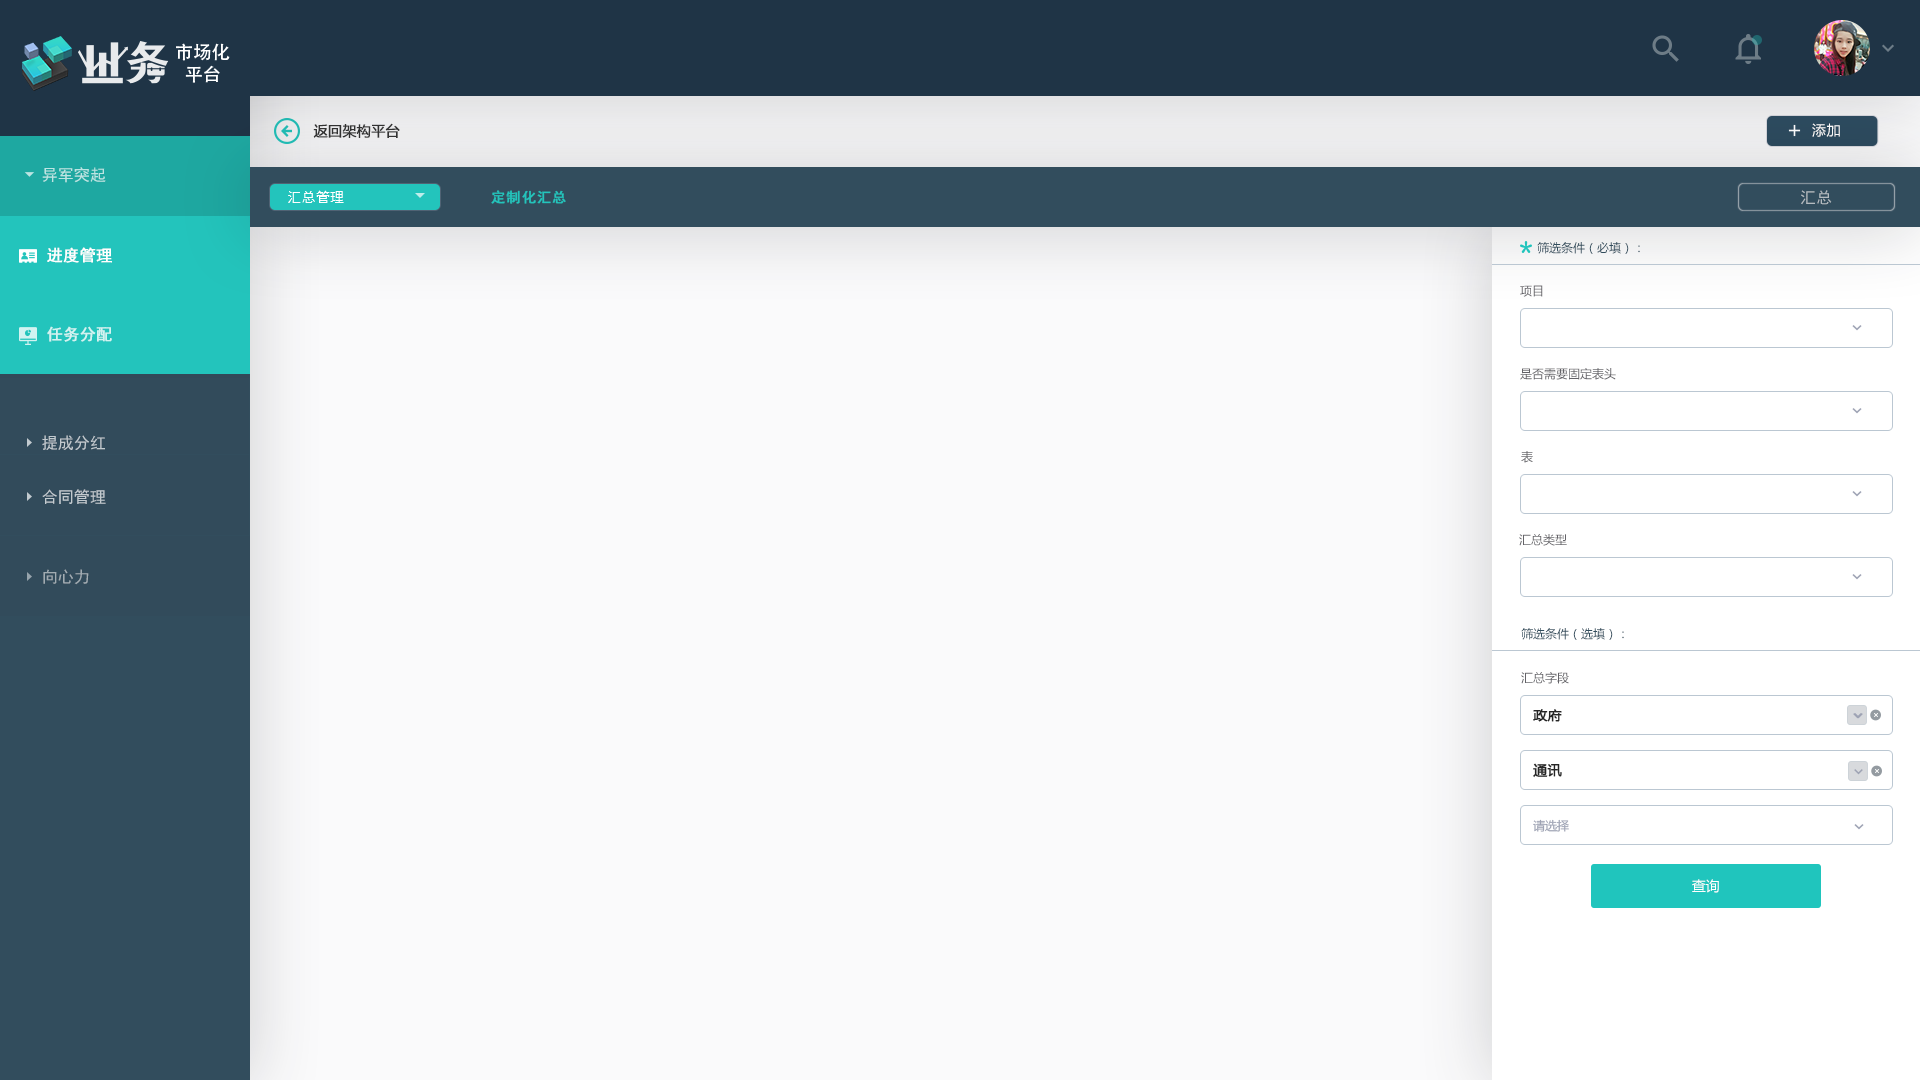 业务 市场化
平台
返回架构平台
添加
异军突起
汇总管理
定制化汇总
汇总
进度管理
任务分配
提成分红
合同管理
向心力
* 筛选条件（必填）：
项目
是否需要固定表头
表
汇总类型
筛选条件（选填）：
汇总字段
政府
通讯
请选择
查询